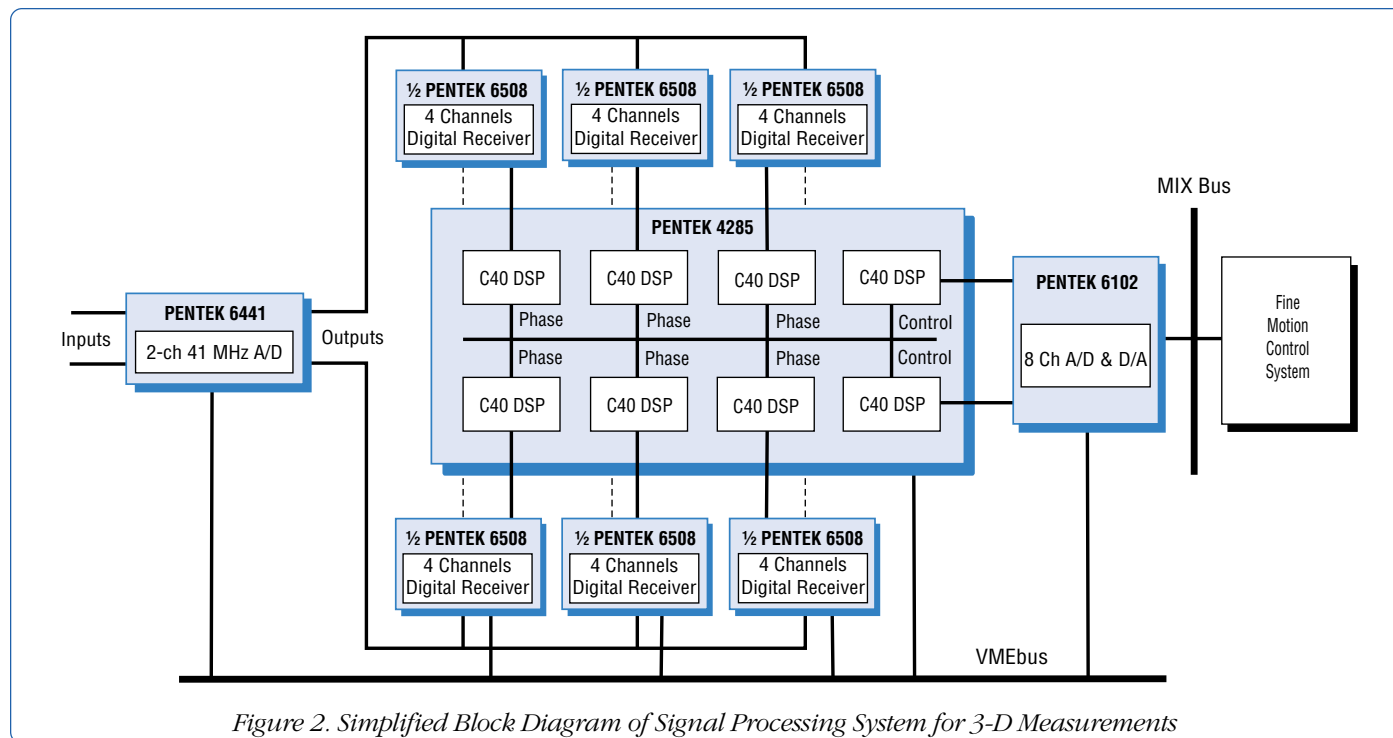 ½ PENTEK 6508
4 Channels
Digital Receiver
½ PENTEK 6508
4 Channels
Digital Receiver
½ PENTEK 6508
4 Channels
Digital Receiver
MIX Bus
PENTEK 4285
C40 DSP
C40 DSP
C40 DSP
C40 DSP
PENTEK 6102
8 Ch A/D & D/A
Fine
Motion
Control
System
Inputs
PENTEK 6441
2-ch 41 MHz A/D
Outputs
Phase
Phase
Phase
Control
Phase
Phase
Phase
Control
C40 DSP
C40 DSP
C40 DSP
C40 DSP
½ PENTEK 6508
4 Channels
Digital Receiver
½ PENTEK 6508
4 Channels
Digital Receiver
½ PENTEK 6508
4 Channels
Digital Receiver
VMEbus
Figure 2. Simplified Block Diagram of Signal Processing System for 3-D Measurements